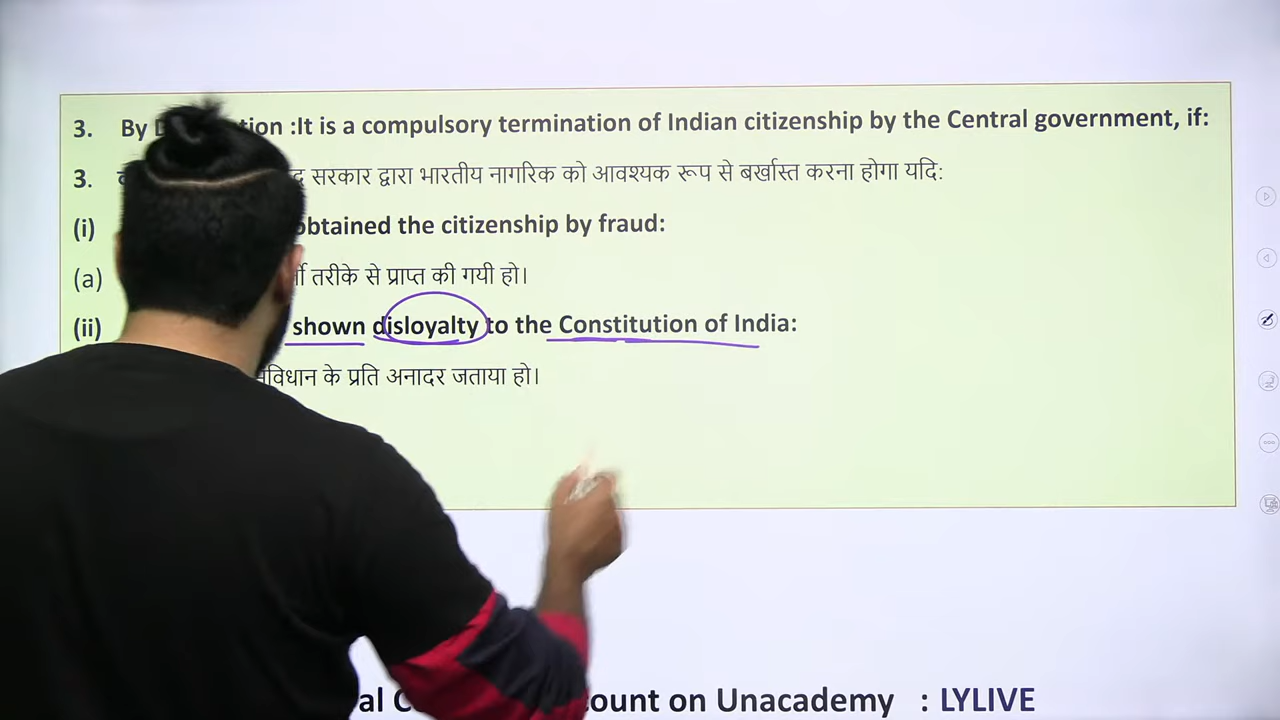 3. By tion :It is a compulsory termination of Indian citizenship by the Central government, if:
3. सरकार द्वारा भारतीय नागरिक को आवश्यक रूप से बर्खास्त करना होगा यदि:
(i) obtained the citizenship by fraud:
(a) तरीके से प्राप्त की गयी हो।
(ii) shown disloyalty to the Constitution of India:
के प्रति अनादर जताया हो।
on Unacademy : LYLIVE